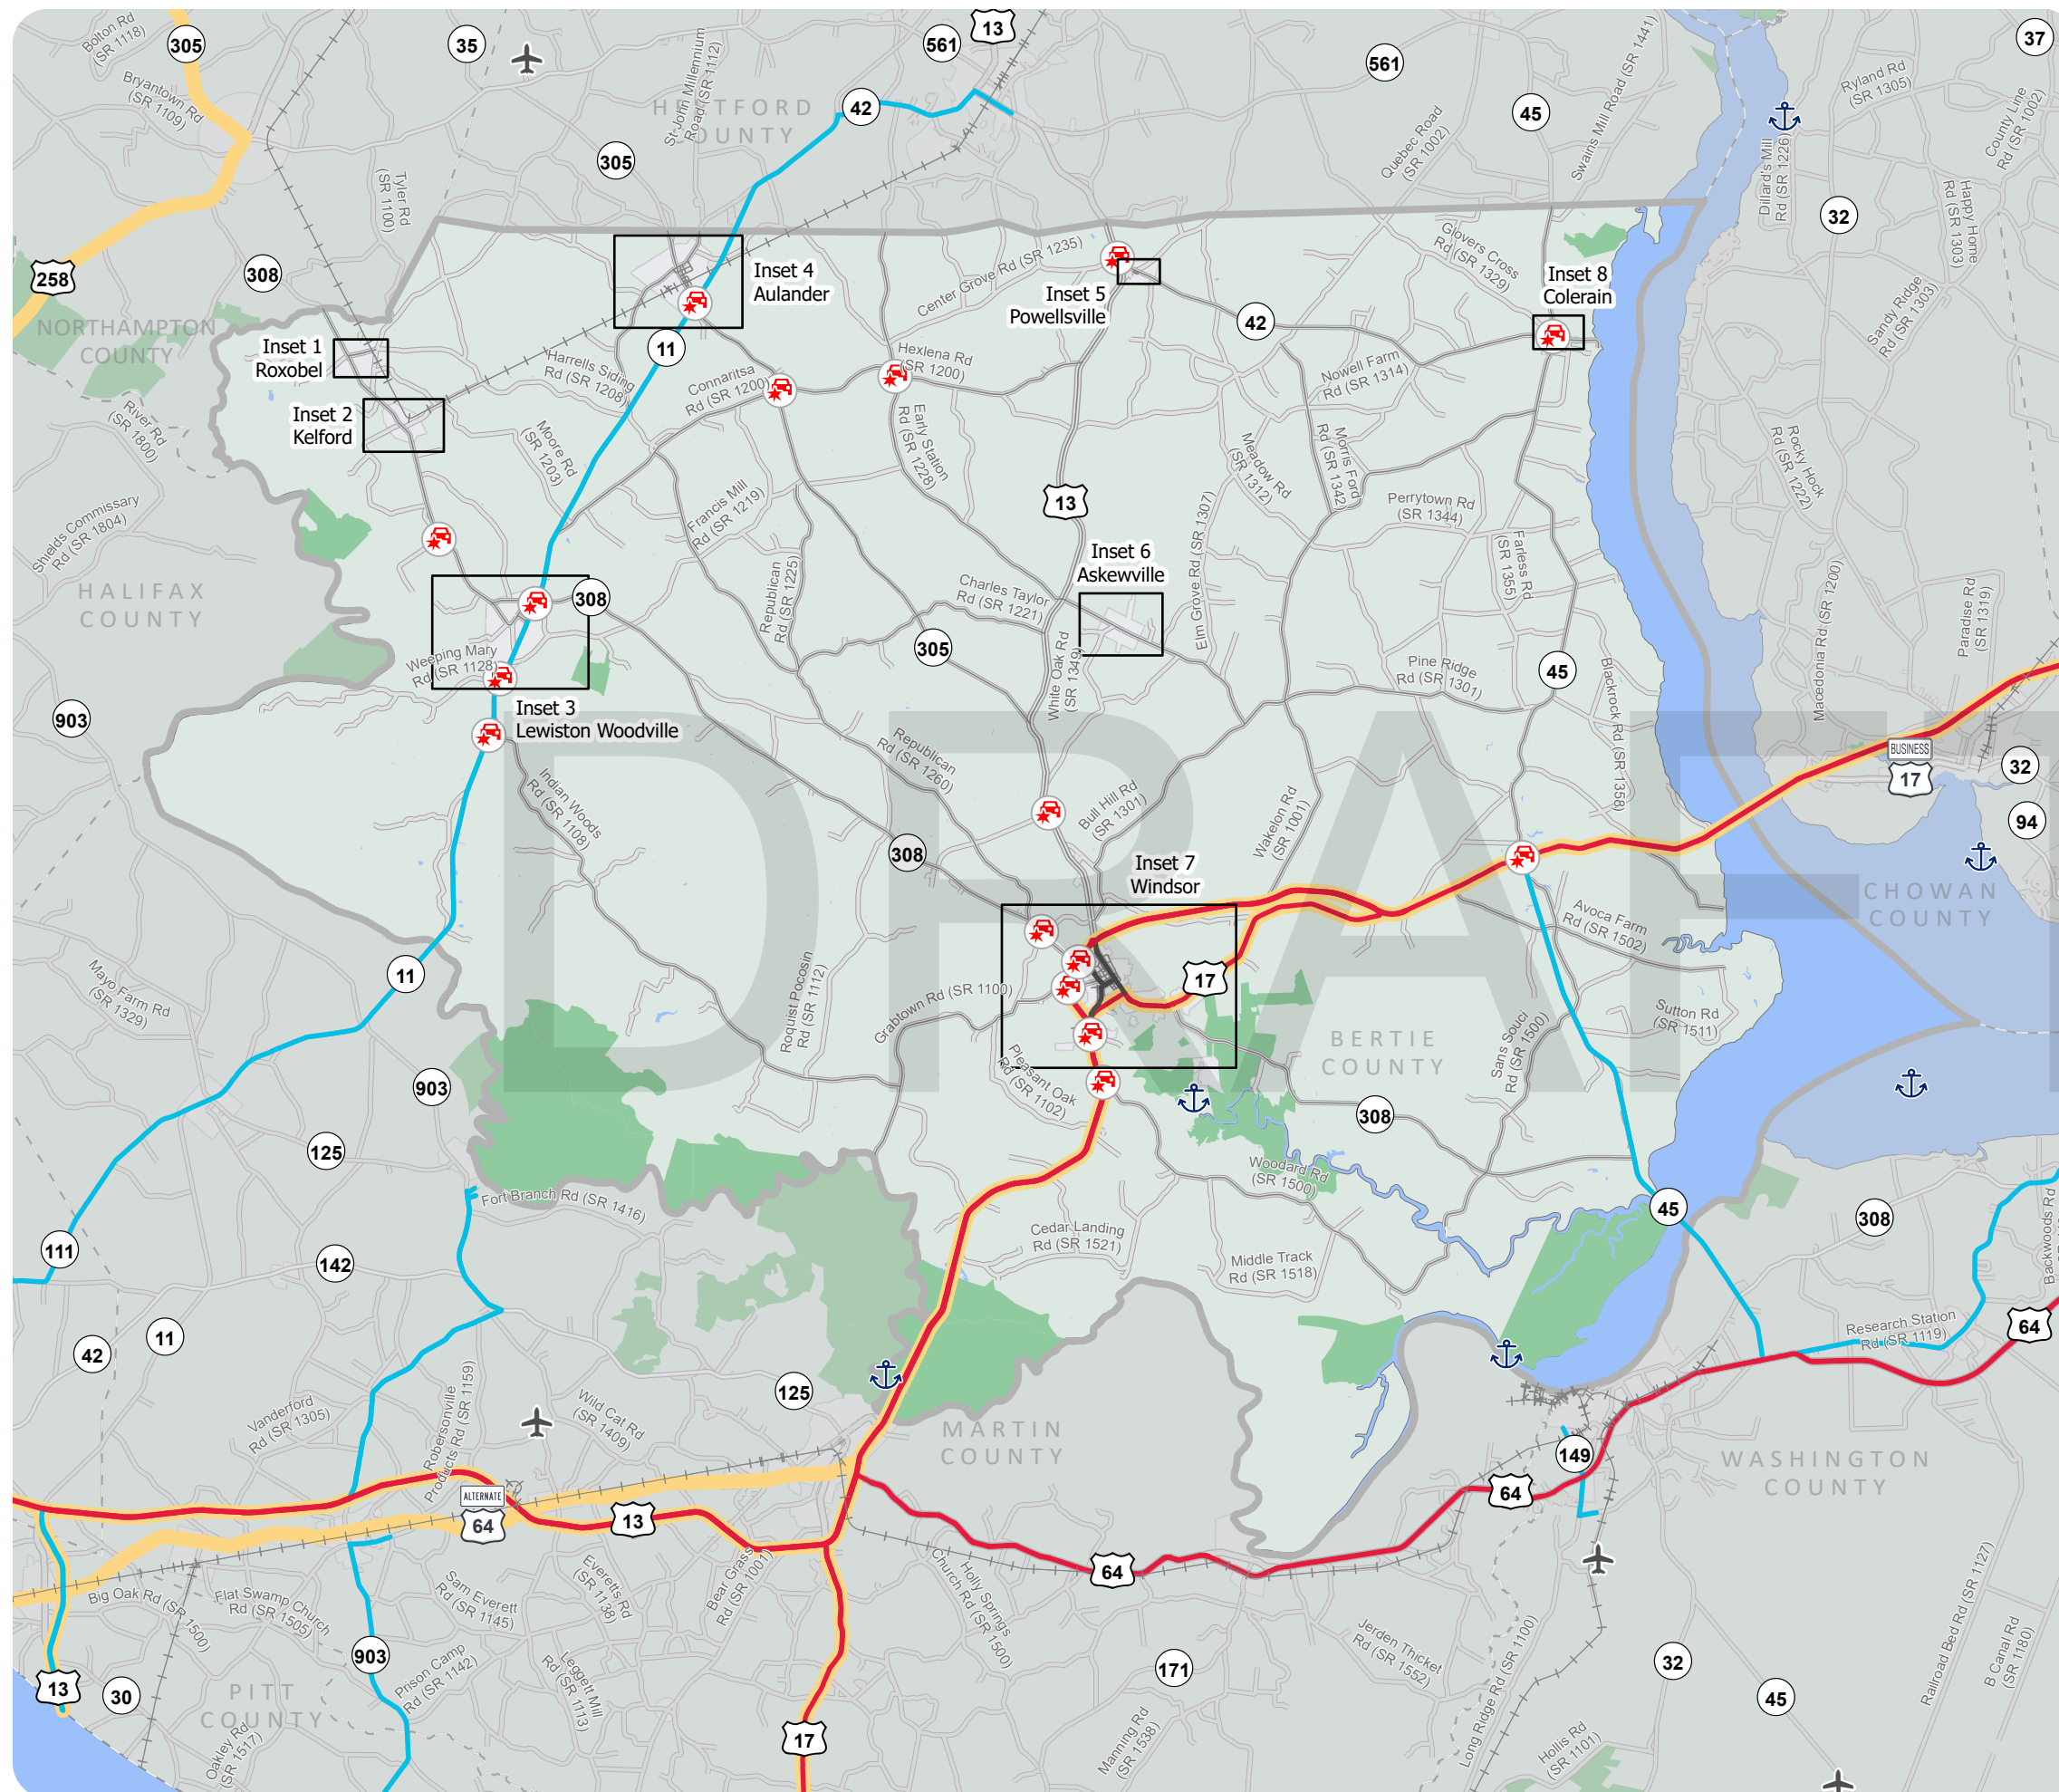 Bolton Rd
(SR 1118)
305
35
561
13
561
37
Bryantown Rd
(SR 1109)
St John Millennium
Road (SR 1112)
HERTFORD
COUNTY
42
45
Swains Mill Road (SR 1441)
Quebec Road
(SR 1002)
Ryland Rd
(SR 1305)
County Line
Rd (SR 1002)
Dillard's Mill
Rd (SR 1226)
Happy Home
Rd (SR 1303)
305
Tyler Rd
(SR 1100)
32
258
308
Inset 4
Aulander
Center Grove Rd (SR 1235)
Inset 5
Powellsville
Glovers Cross
Rd (SR 1329)
Inset 8
Colerain
42
Sandy Ridge
Rd (SR 1303)
NORTHAMPTON
COUNTY
Inset 1
Roxobel
11
Harrells Siding
Rd (SR 1208)
Connaritsa
Rd (SR 1200)
Hexlena Rd
(SR 1200)
Nowell Farm
Rd (SR 1314)
Inset 2
Kelford
River Rd
(SR 1800)
Moore Rd
(SR 1203)
Early Station
Rd (SR 1228)
Meadow Rd
(SR 1312)
Morris Ford
Rd (SR 1342)
Rocky Hock
Rd (SR 1222)
Shields Commissary
Rd (SR 1804)
Francis Mill
Rd (SR 1219)
13
Perrytown Rd
(SR 1344)
Elm Grove Rd (SR 1307)
Farless Rd
(SR 1355)
HALIFAX
COUNTY
308
Republican
Rd (SR 1225)
Charles Taylor
Rd (SR 1221)
Inset 6
Askewville
Macedonia Rd (SR 1200)
Paradise Rd
(SR 1319)
Weeping Mary
Rd (SR 1128)
305
White Oak Rd
(SR 1349)
Pine Ridge
Rd (SR 1301)
45
Blackrock Rd (SR 1358)
903
Inset 3
Lewiston Woodville
Republican
Rd (SR 1260)
BUSINESS
17
32
Indian Woods
Rd (SR 1108)
Bull Hill Rd
(SR 1301)
Wakelon Rd
(SR 1001)
94
308
Inset 7
Windsor
DRAFT
CHOWAN
COUNTY
Avoca Farm
Rd (SR 1502)
11
17
Mayo Farm Rd
(SR 1329)
Roquist Pocosin
Rd (SR 1112)
Grabtown Rd (SR 1100)
Sutton Rd
(SR 1511)
BERTIE
COUNTY
Sans Souci
Rd (SR 1500)
Pleasant Oak
Rd (SR 1102)
903
308
125
Woodard Rd
(SR 1500)
Fort Branch Rd (SR 1416)
45
308
Backwoods Rd
111
142
Cedar Landing
Rd (SR 1521)
Middle Track
Rd (SR 1518)
42
11
64
Research Station
Rd (SR 1119)
125
Vanderford
Rd (SR 1305)
Robersonville
Products Rd (SR 1159)
Wild Cat Rd
(SR 1409)
MARTIN
COUNTY
149
WASHINGTON
COUNTY
ALTERNATE
64
13
64
64
Big Oak Rd (SR 1500)
Flat Swamp Church
Rd (SR 1505)
Sam Everett
Rd (SR 1145)
Everetts Rd
(SR 1138)
Bear Grass
Rd (SR 1001)
Holly Springs
Church Rd (SR 1500)
Railroad Bed Rd (SR 1127)
B Canal Rd
(SR 1180)
903
Prison Camp
Rd (SR 1142)
Leggett Mill
Rd (SR 1113)
171
Jerden Thicket
Rd (SR 1552)
Long Ridge Rd (SR 1100)
32
13
30
PITT
COUNTY
45
17
Oakley Rd
(SR 1517)
Manning Rd
(SR 1538)
Hollis Rd
(SR 1101)